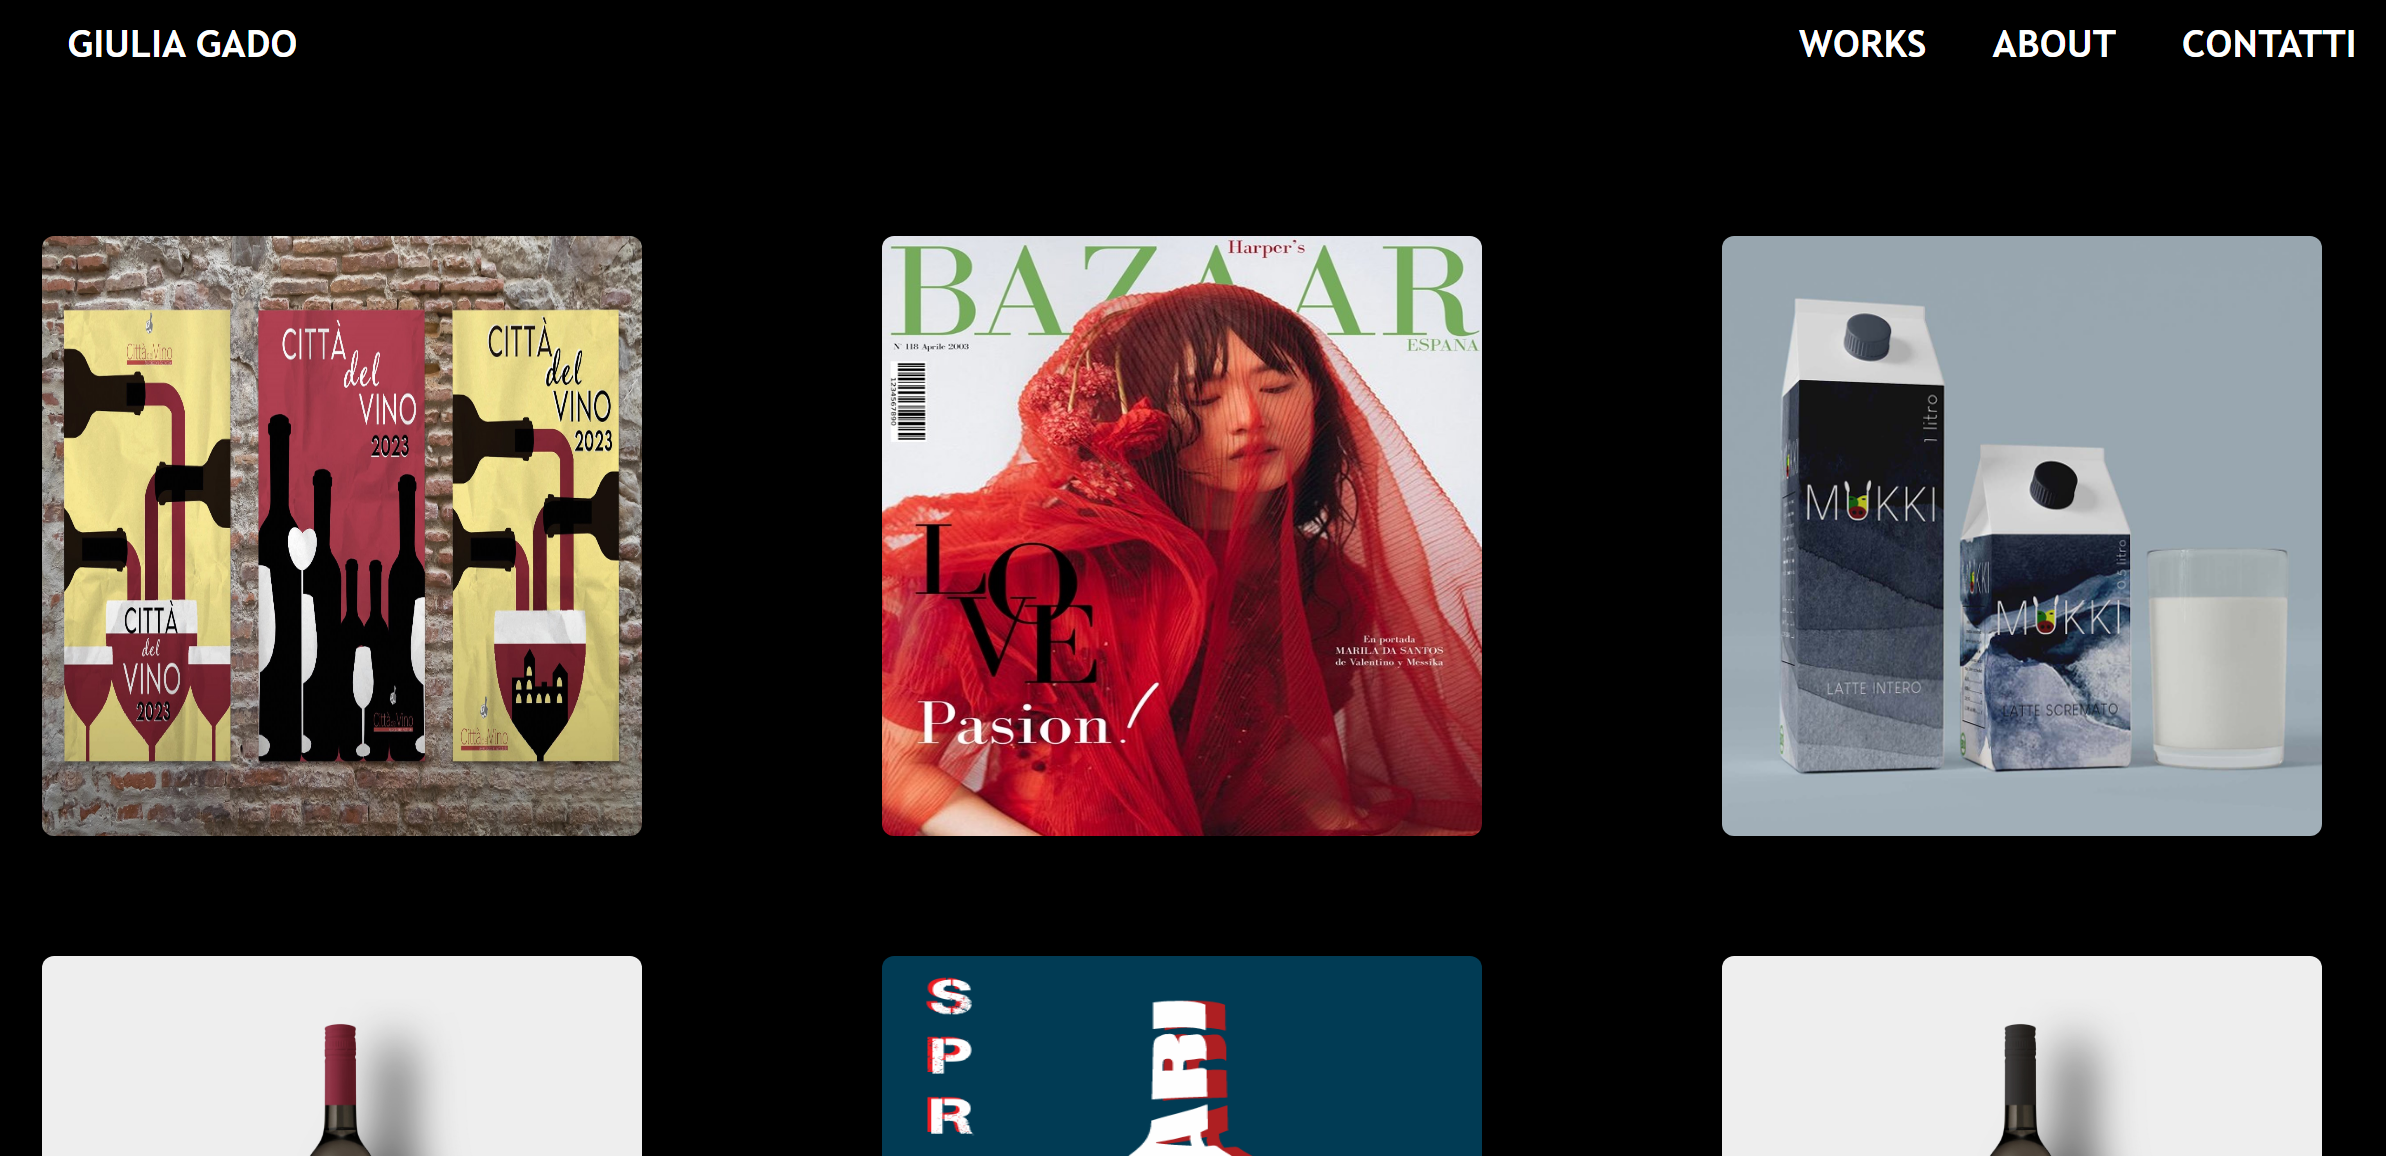 GIULIA GADO
WORKS
ABOUT
CONTATTI
Città del Vino
CITTÀ
del
VINO
2023
CITTÀ
del
VINO
2023
Città del Vino
CITTÀ
del
VINO
2023
Città del Vino
Harper's
BAZAAR
ESPANA
N° 118 Aprile 2003
1234567890
LOVE
Pasion!
En portada
MARILA DA SANTOS
de Valentino y Messika
1 litro
MUKKI
LATTE INTERO
0,5 litro
MUKKI
LATTE SCREMATO
S
P
R
ARI